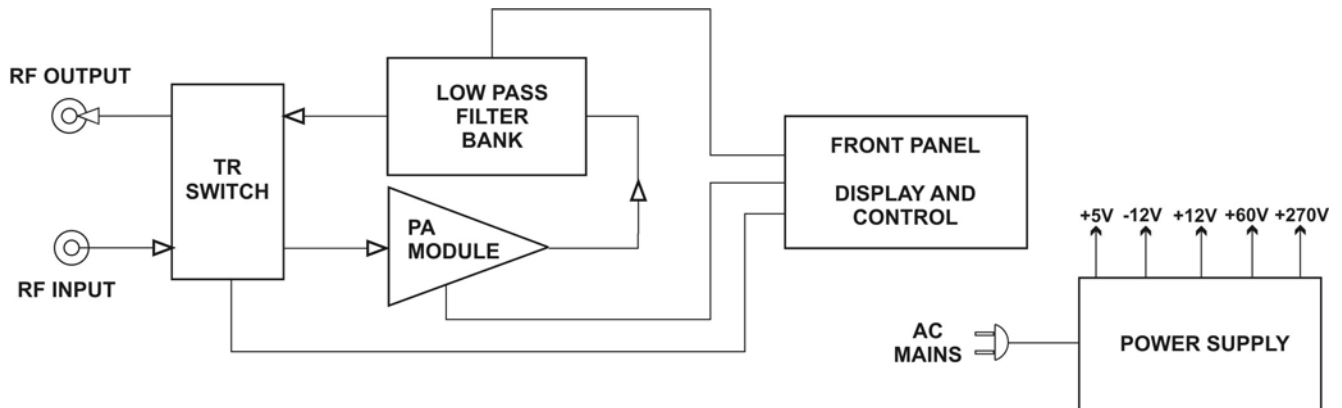 RF OUTPUT
TR
SWITCH
RF INPUT
LOW PASS
FILTER
BANK
PA
MODULE
FRONT PANEL
DISPLAY AND
CONTROL
+5V -12V +12V +60V +270V
AC
MAINS
POWER SUPPLY